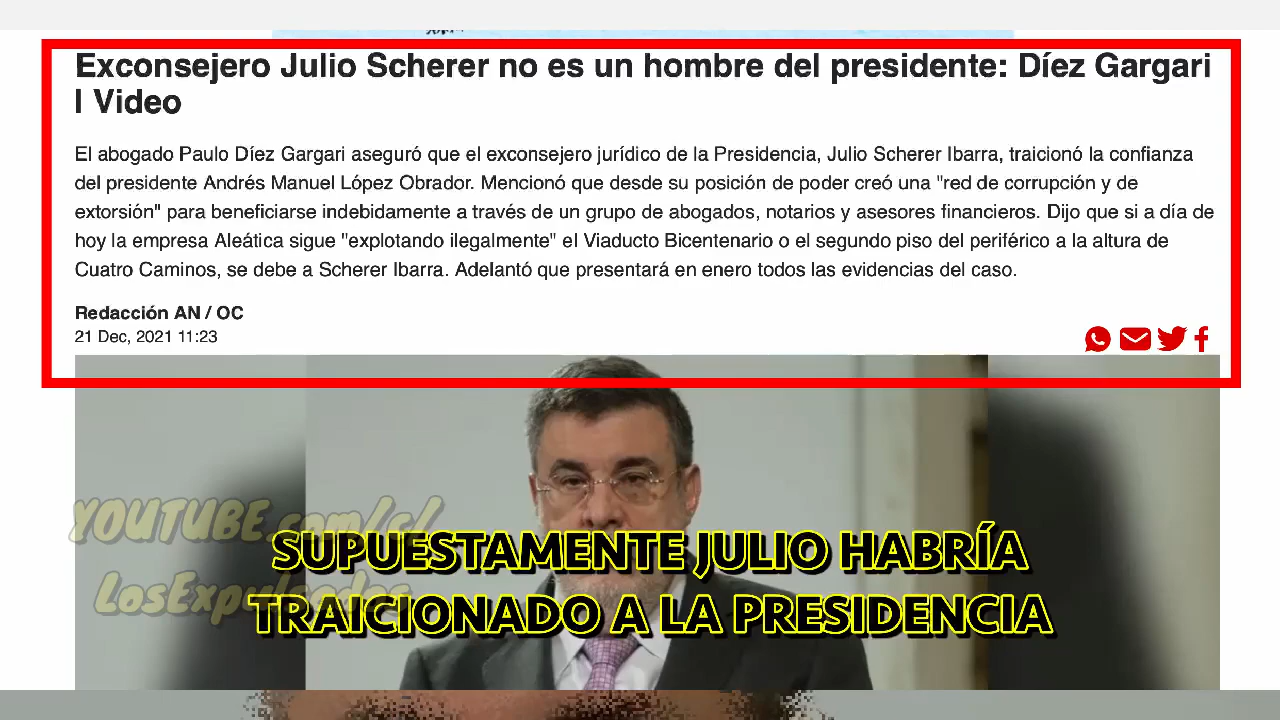 Exconsejero Julio Scherer no es un hombre del presidente: Díez Gargari
l Video
El abogado Paulo Díez Gargari aseguró que el exconsejero jurídico de la Presidencia, Julio Scherer Ibarra, traicionó la confianza
del presidente Andrés Manuel López Obrador. Mencionó que desde su posición de poder creó una "red de corrupción y de
extorsión" para beneficiarse indebidamente a través de un grupo de abogados, notarios y asesores financieros. Dijo que si a día de
hoy la empresa Aleática sigue "explotando ilegalmente" el Viaducto Bicentenario o el segundo piso del periférico a la altura de
Cuatro Caminos, se debe a Scherer Ibarra. Adelantó que presentará en enero todos las evidencias del caso.
Redacción AN / OC
21 Dec, 2021 11:23
YOUTUBE.com/c/
LosExpulsados
SUPUESTAMENTE JULIO HABRÍA
TRAICIONADO A LA PRESIDENCIA